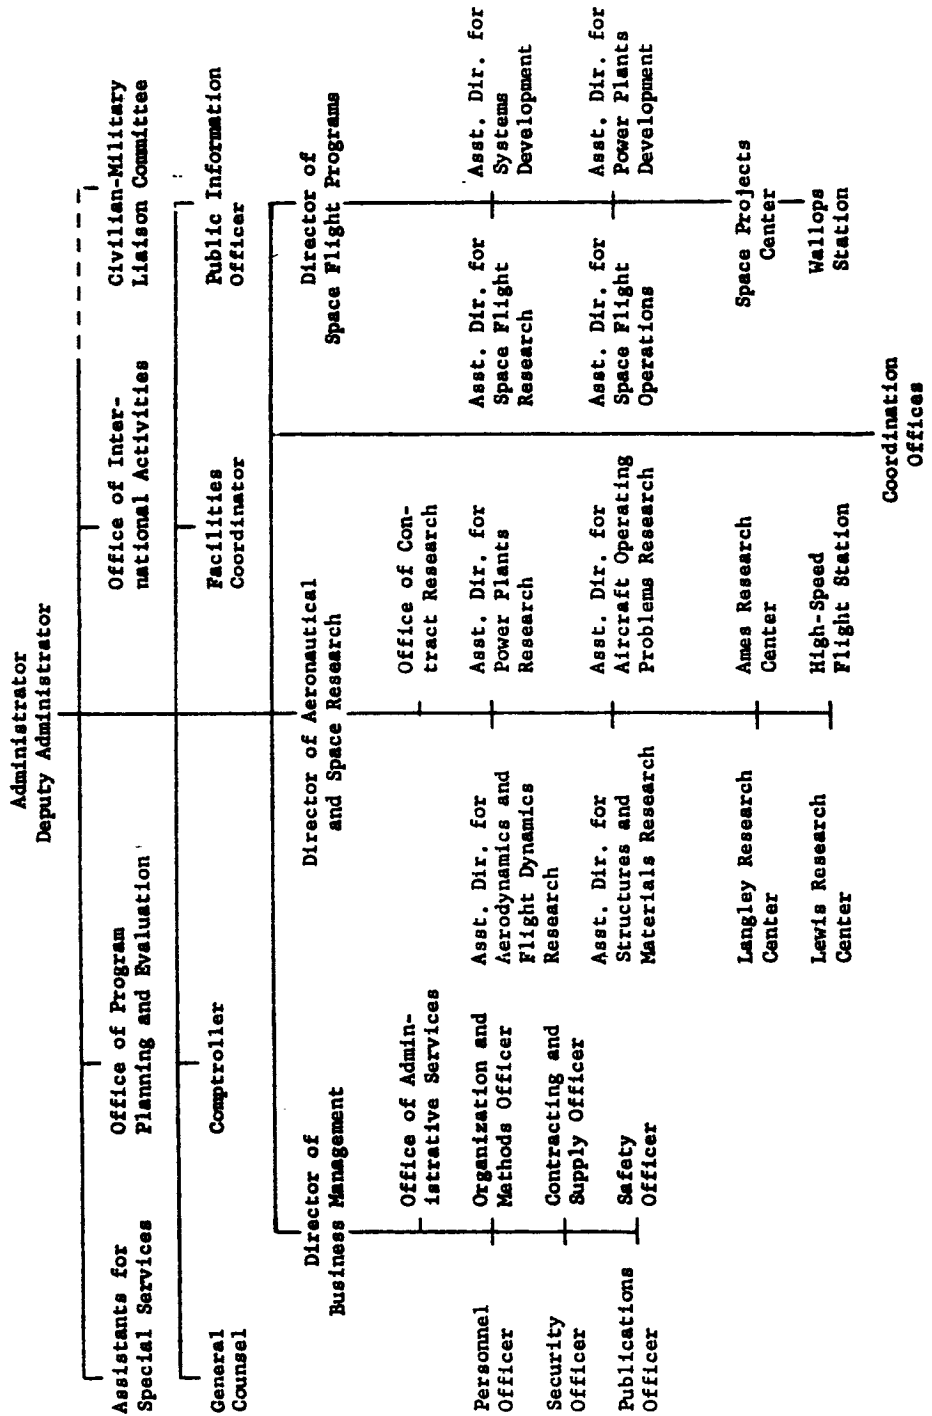 Administrator
Deputy Administrator
Assistants for
Special Services
Office of Program
Planning and Evaluation
Office of Inter-
national Activities
Civilian-Military
Liaison Committee
General
Counsel
Comptroller
Facilities
Coordinator
Public Information
Officer
Director of
Business Management
Director of Aeronautical
and Space Research
Director of
Space Flight Programs
Office of Admin-
istrative Services
Personnel
Officer
Organization and
Methods Officer
Security
Officer
Contracting and
Supply Officer
Publications
Officer
Safety
Officer
Office of Con-
tract Research
Asst. Dir. for
Aerodynamics and
Flight Dynamics
Research
Asst. Dir. for
Power Plants
Research
Asst. Dir. for
Structures and
Materials Research
Asst. Dir. for
Aircraft Operating
Problems Research
Langley Research
Center
Ames Research
Center
Lewis Research
Center
High-Speed
Flight Station
Asst. Dir. for
Space Flight
Research
Asst. Dir. for
Systems
Development
Asst. Dir. for
Space Flight
Operations
Asst. Dir. for
Power Plants
Development
Space Projects
Center
Wallops
Station
Coordination
Offices